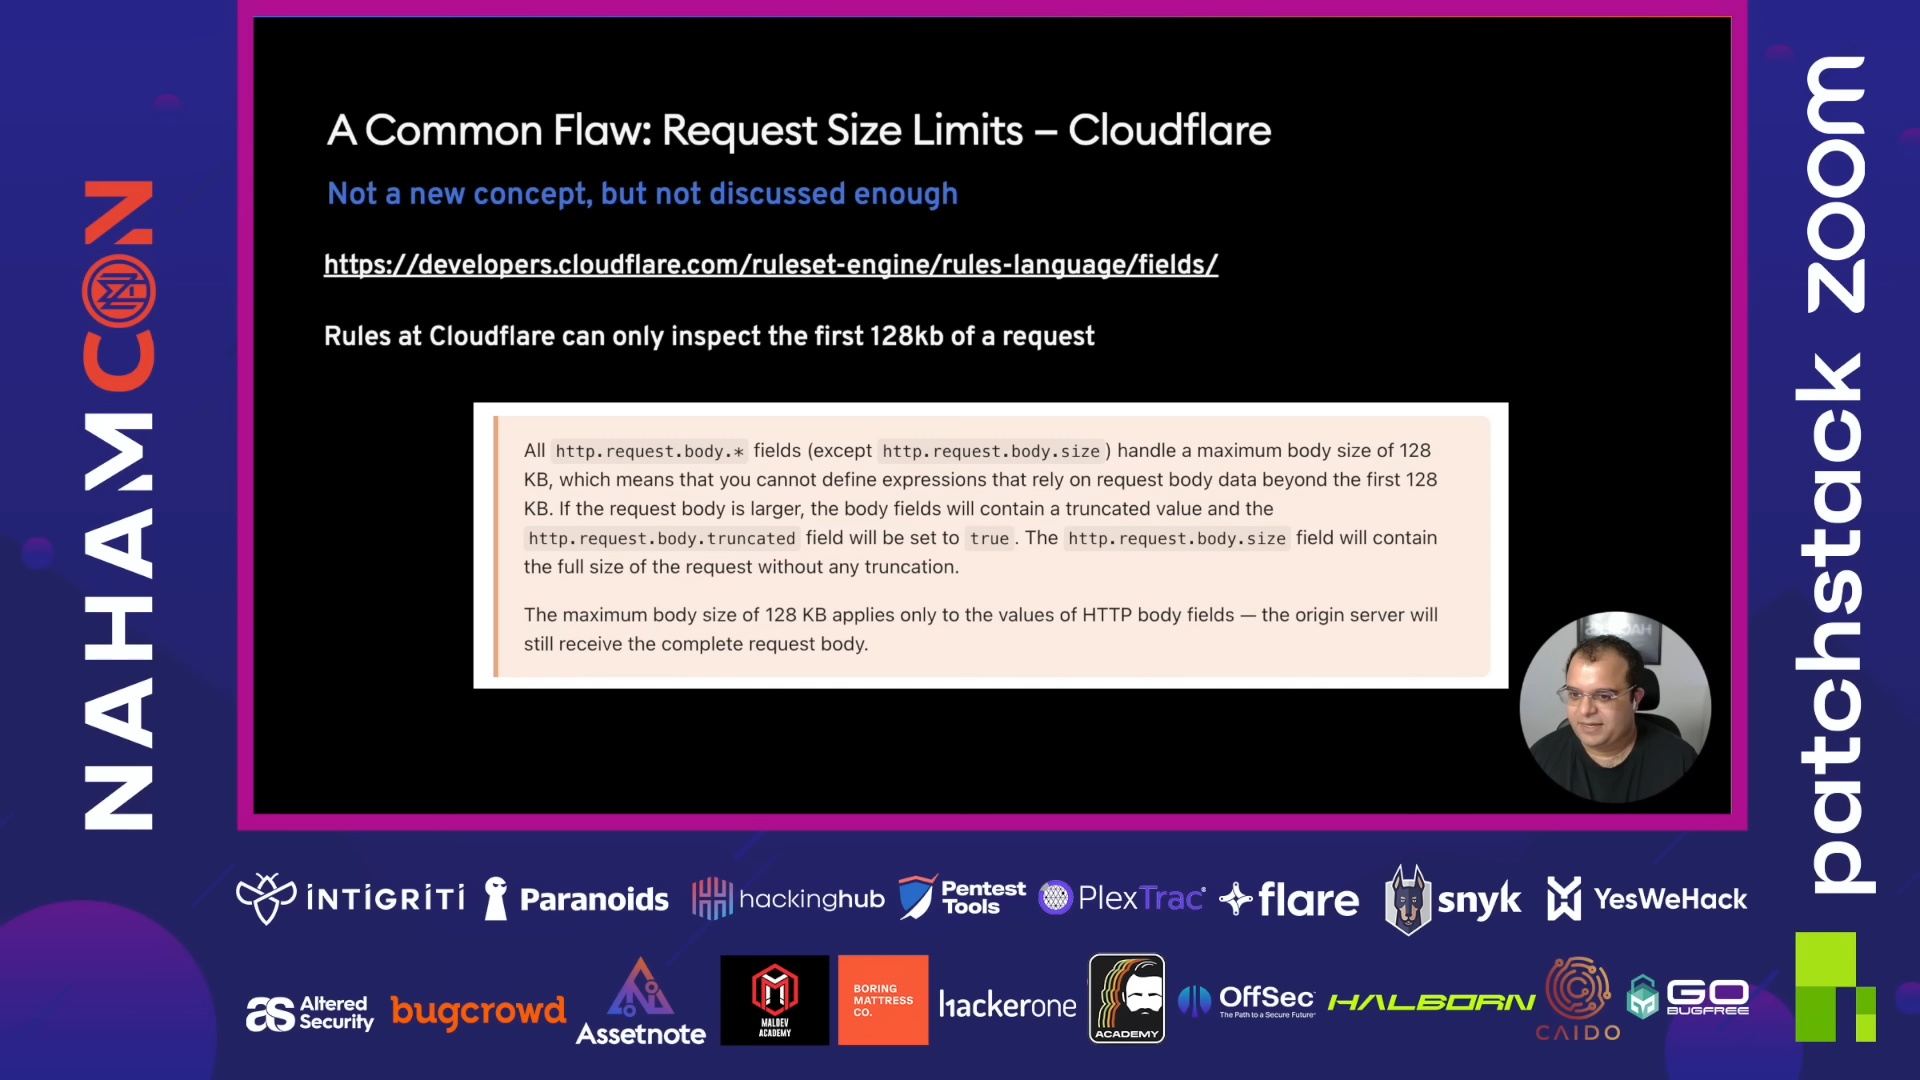 A Common Flaw: Request Size Limits – Cloudflare
Not a new concept, but not discussed enough
https://developers.cloudflare.com/ruleset-engine/rules-language/fields/
Rules at Cloudflare can only inspect the first 128kb of a request
All http.request.body.* fields (except http.request.body.size) handle a maximum body size of 128
KB, which means that you cannot define expressions that rely on request body data beyond the first 128
KB. If the request body is larger, the body fields will contain a truncated value and the
http.request.body.truncated field will be set to true. The http.request.body.size field will contain
the full size of the request without any truncation.
The maximum body size of 128 KB applies only to the values of HTTP body fields — the origin server will
still receive the complete request body.
NAHAMCON
patchstack zoom
INTIGRITI
Paranoids
hackinghub
Pentest
Tools
PlexTrac
flare
snyk
YesWeHack
Altered
Security
bugcrowd
Assetnote
MALDEV
ACADEMY
BORING
MATTRESS
CO.
hackerone
ACADEMY
OffSec
The Path to a Secure Future
HALBORN
CAIDO
GO
BUGFREE